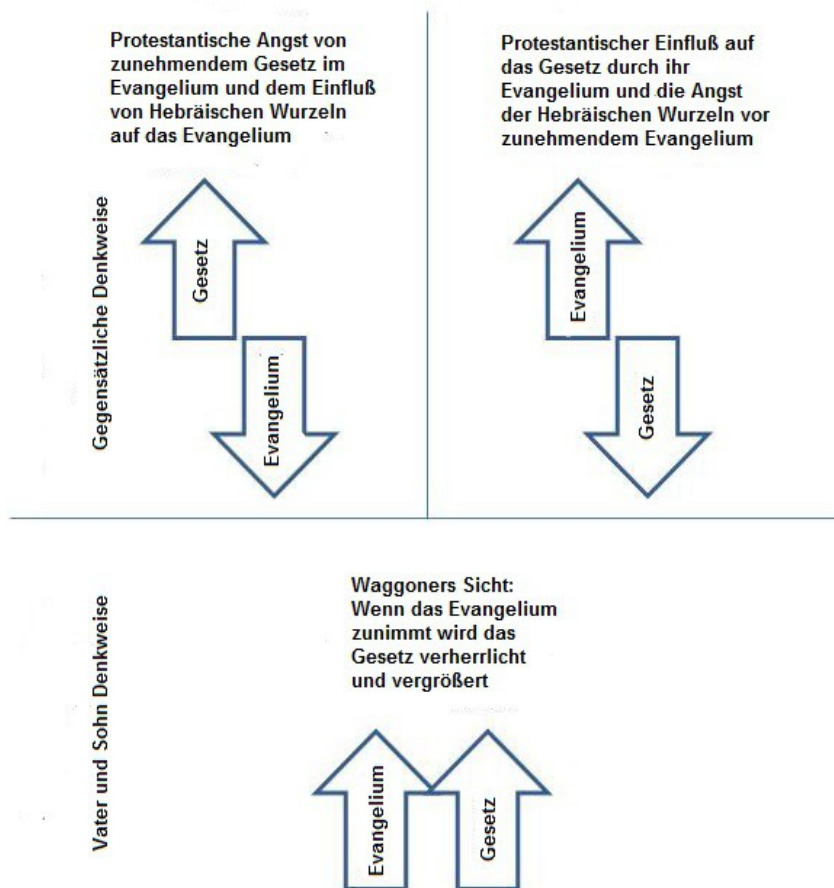 Protestantische Angst von
zunehmendem Gesetz im
Evangelium und dem Einfluß
von Hebräischen Wurzeln
auf das Evangelium
Protestantischer Einfluß auf
das Gesetz durch ihr
Evangelium und die Angst
der Hebräischen Wurzeln vor
zunehmendem Evangelium
Gegensätzliche Denkweise
Gesetz
Evangelium
Evangelium
Gesetz
Vater und Sohn Denkweise
Waggoners Sicht:
Wenn das Evangelium
zunimmt wird das
Gesetz verherrlicht
und vergrößert
Evangelium
Gesetz